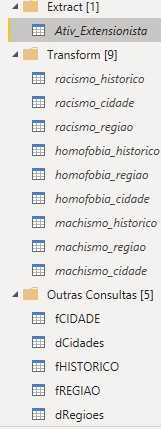 Extract [1]
Ativ_Extensionista
Transform [9]
racismo_historico
racismo_cidade
racismo_regiao
homofobia_historico
homofobia_regiao
homofobia_cidade
machismo_historico
machismo_regiao
machismo_cidade
Outras Consultas [5]
fCIDADE
dCidades
fHISTORICO
fREGIAO
dRegioes